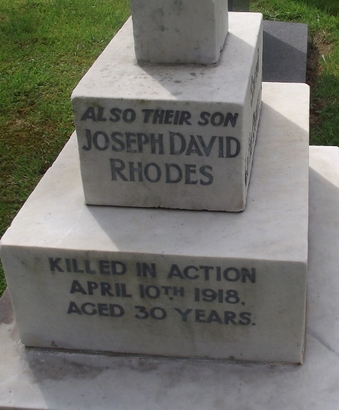 ALSO THEIR SON
JOSEPH DAVID
RHODES
KILLED IN ACTION
APRIL 10TH 1918.
AGED 30 YEARS.